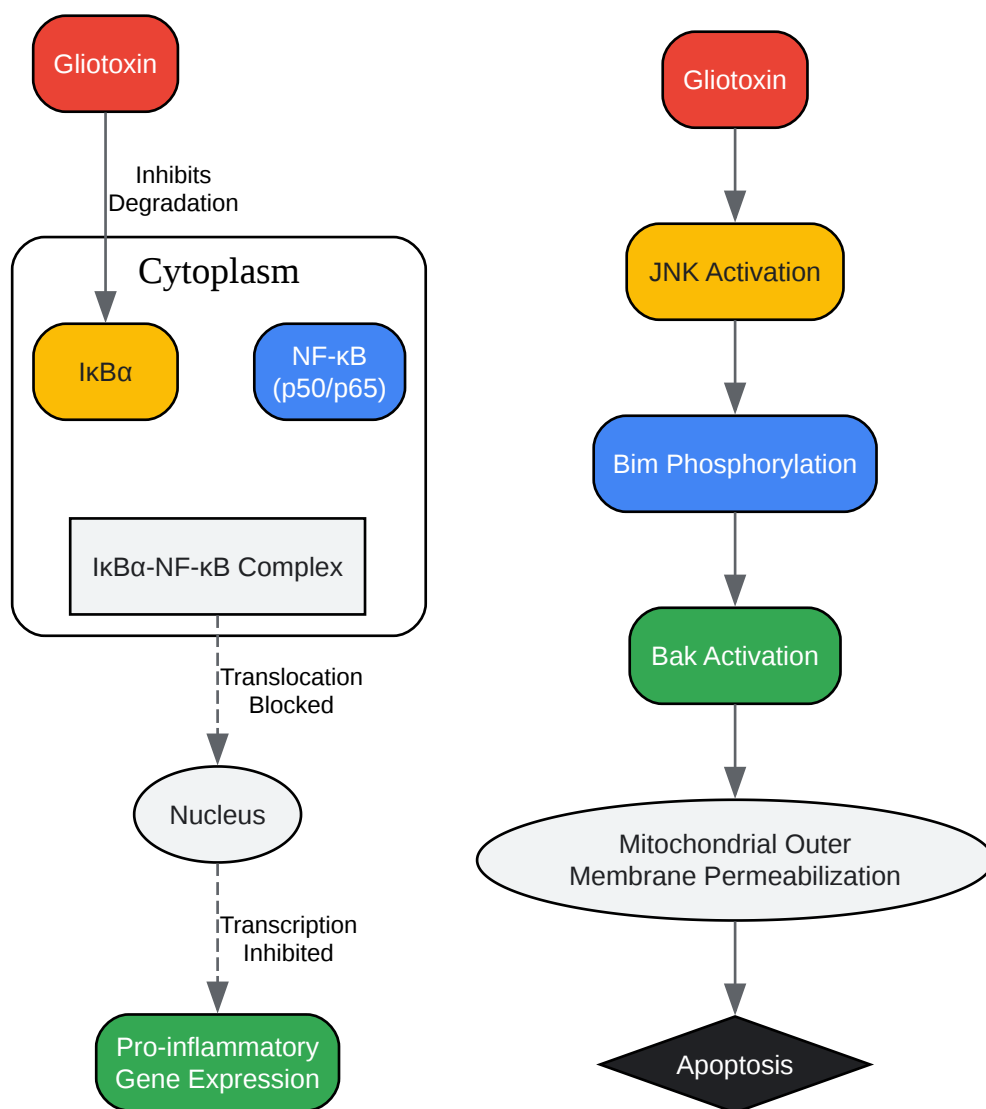 Gliotoxin
Inhibits
Degradation
Cytoplasm
IκBα
NF-κB
(p50/p65)
IκBα-NF-κB Complex
Translocation
Blocked
Nucleus
Transcription
Inhibited
Pro-inflammatory
Gene Expression
Gliotoxin
JNK Activation
Bim Phosphorylation
Bak Activation
Mitochondrial Outer
Membrane Permeabilization
Apoptosis